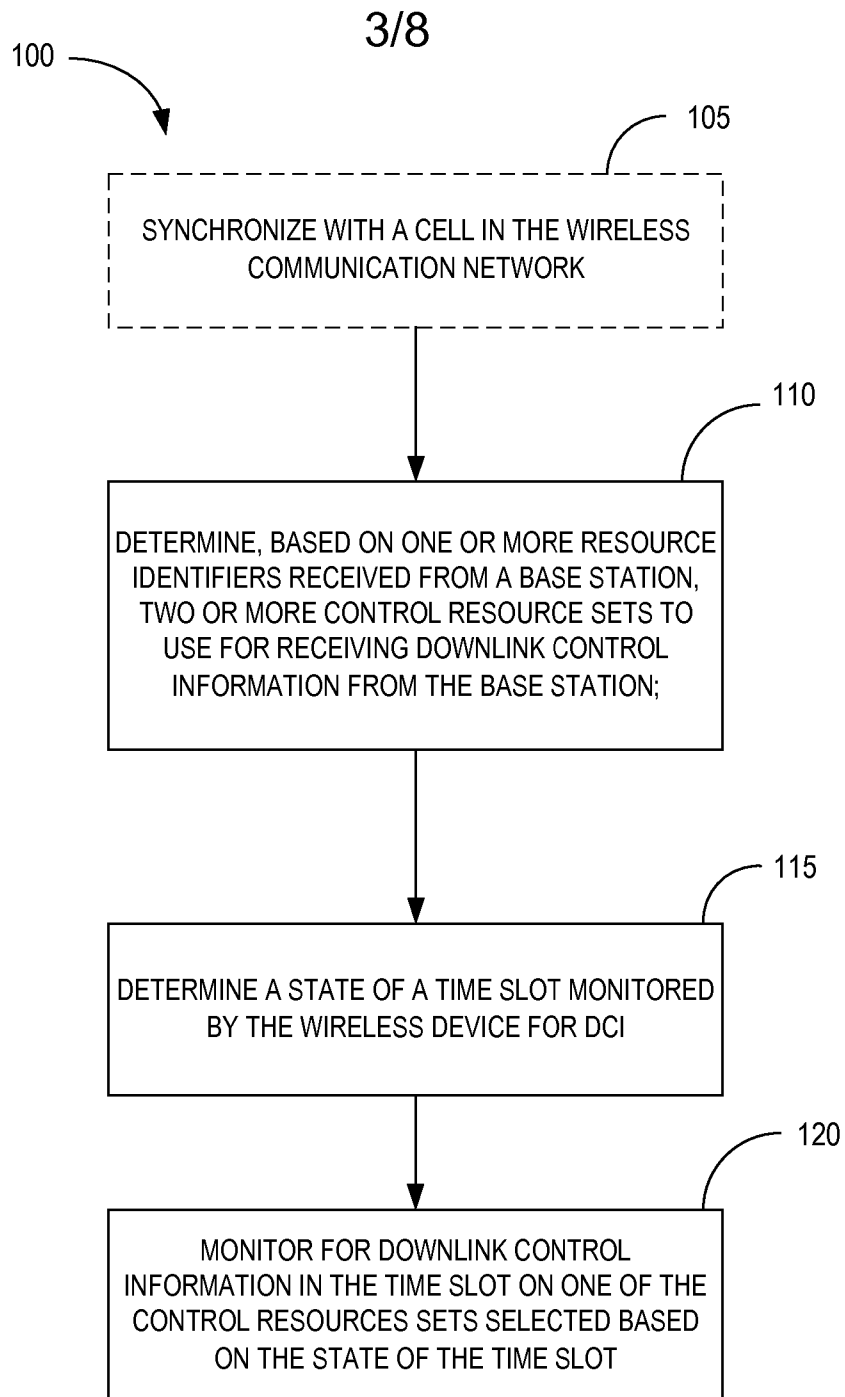 3/8
100
105
SYNCHRONIZE WITH A CELL IN THE WIRELESS
COMMUNICATION NETWORK
110
DETERMINE, BASED ON ONE OR MORE RESOURCE
IDENTIFIERS RECEIVED FROM A BASE STATION,
TWO OR MORE CONTROL RESOURCE SETS TO
USE FOR RECEIVING DOWNLINK CONTROL
INFORMATION FROM THE BASE STATION;
115
DETERMINE A STATE OF A TIME SLOT MONITORED
BY THE WIRELESS DEVICE FOR DCI
120
MONITOR FOR DOWNLINK CONTROL
INFORMATION IN THE TIME SLOT ON ONE OF THE
CONTROL RESOURCES SETS SELECTED BASED
ON THE STATE OF THE TIME SLOT